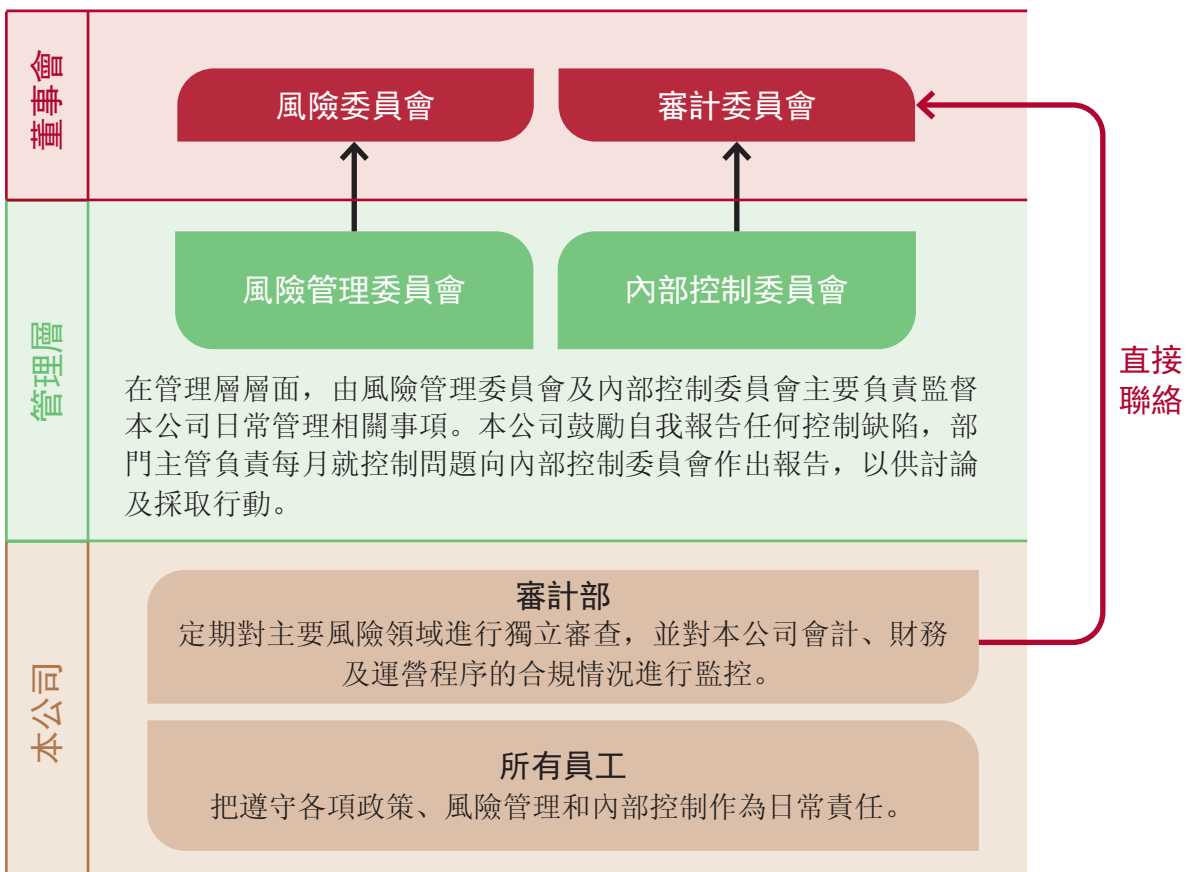 董事會
風險委員會
審計委員會
管理層
風險管理委員會
內部控制委員會
在管理層層面，由風險管理委員會及內部控制委員會主要負責監督
本公司日常管理相關事項。本公司鼓勵自我報告任何控制缺陷，部
門主管負責每月就控制問題向內部控制委員會作出報告，以供討論
及採取行動。
直接
聯絡
本公司
審計部
定期對主要風險領域進行獨立審查，並對本公司會計、財務
及運營程序的合規情況進行監控。
所有員工
把遵守各項政策、風險管理和內部控制作為日常責任。